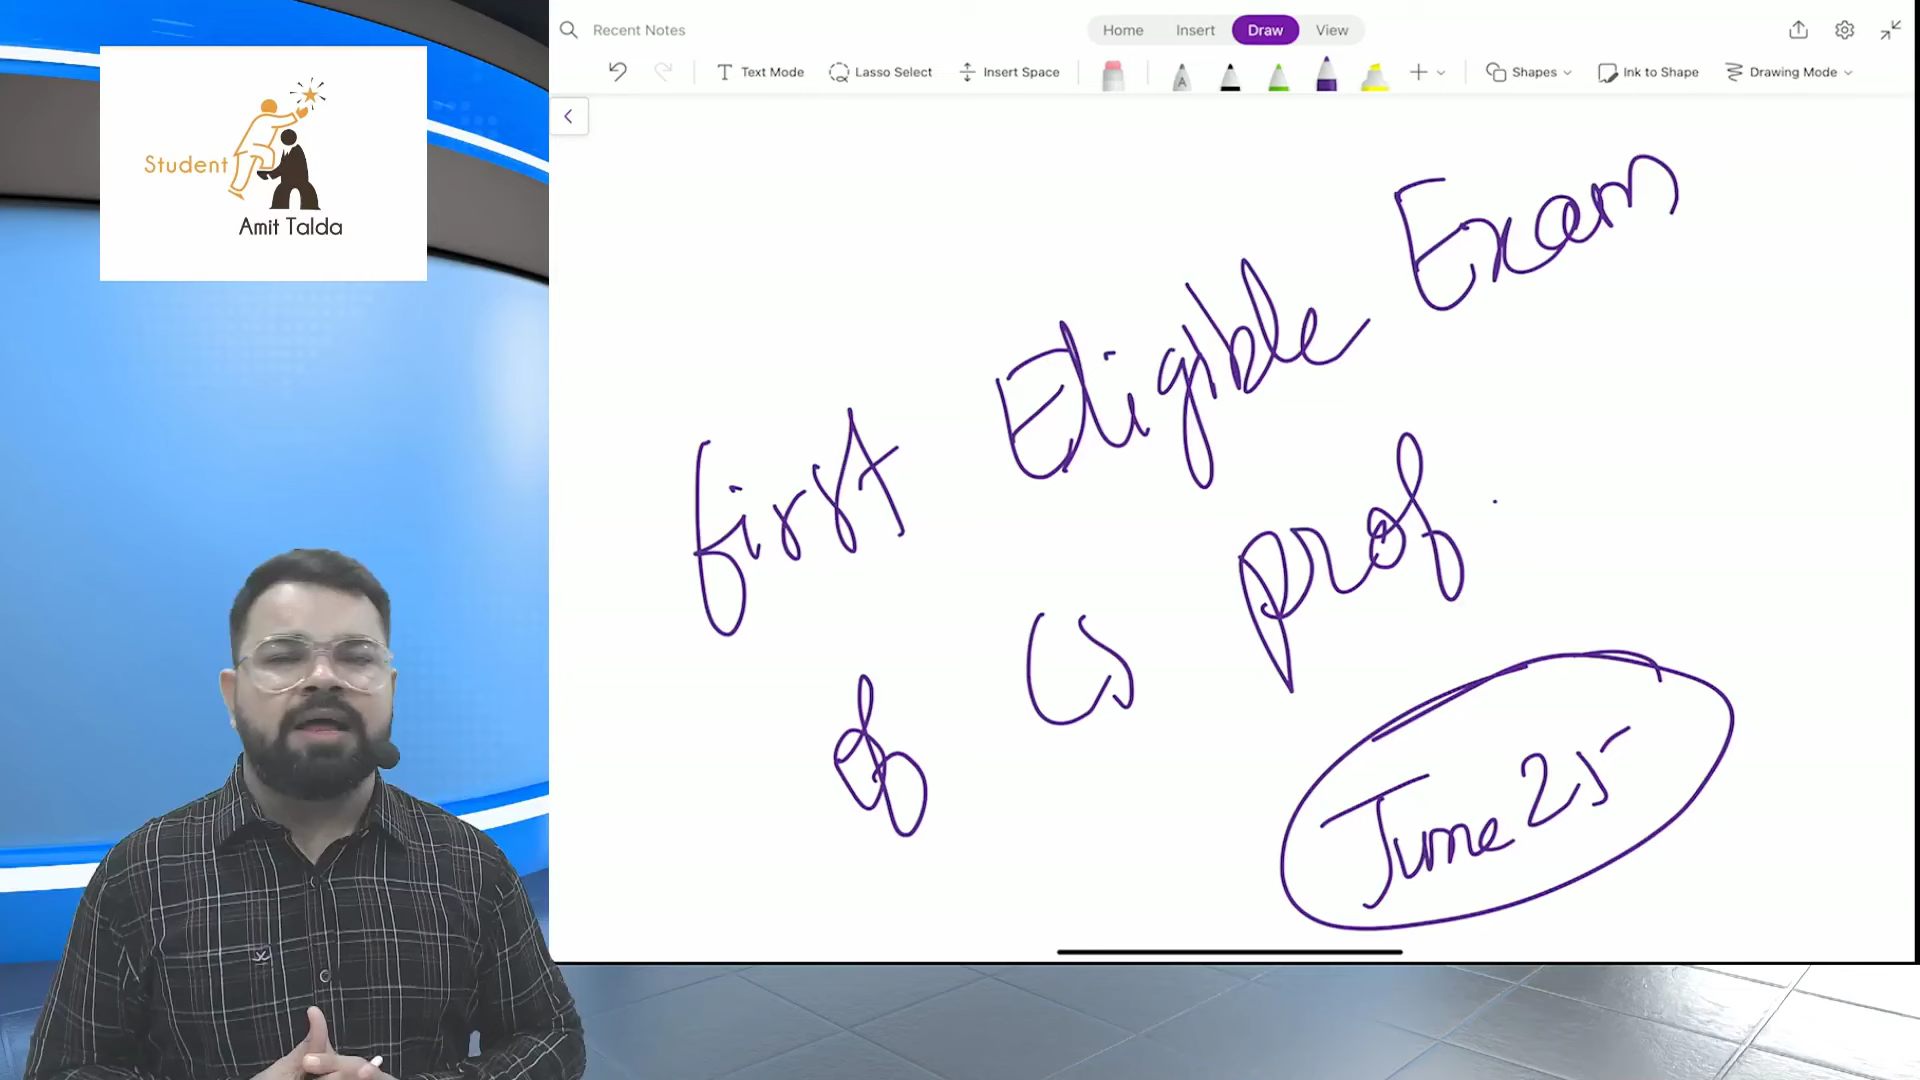 Student
Amit Talda
Recent Notes
Home Insert Draw View
Text Mode Lasso Select Insert Space Shapes Ink to Shape Drawing Mode
first Eligible Exam
of CS Prof.
June 25